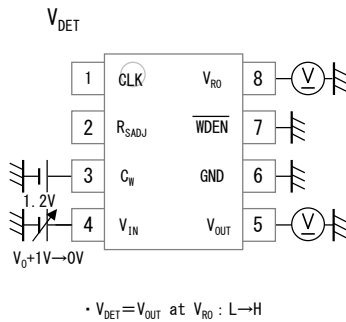 V_DET
1 CLK V_RO 8 V
2 R_SADJ WDEN 7
3 C_W GND 6
1.2V
4 V_IN V_OUT 5 V
V_O+1V→0V
・V_DET=V_OUT at V_RO : L→H